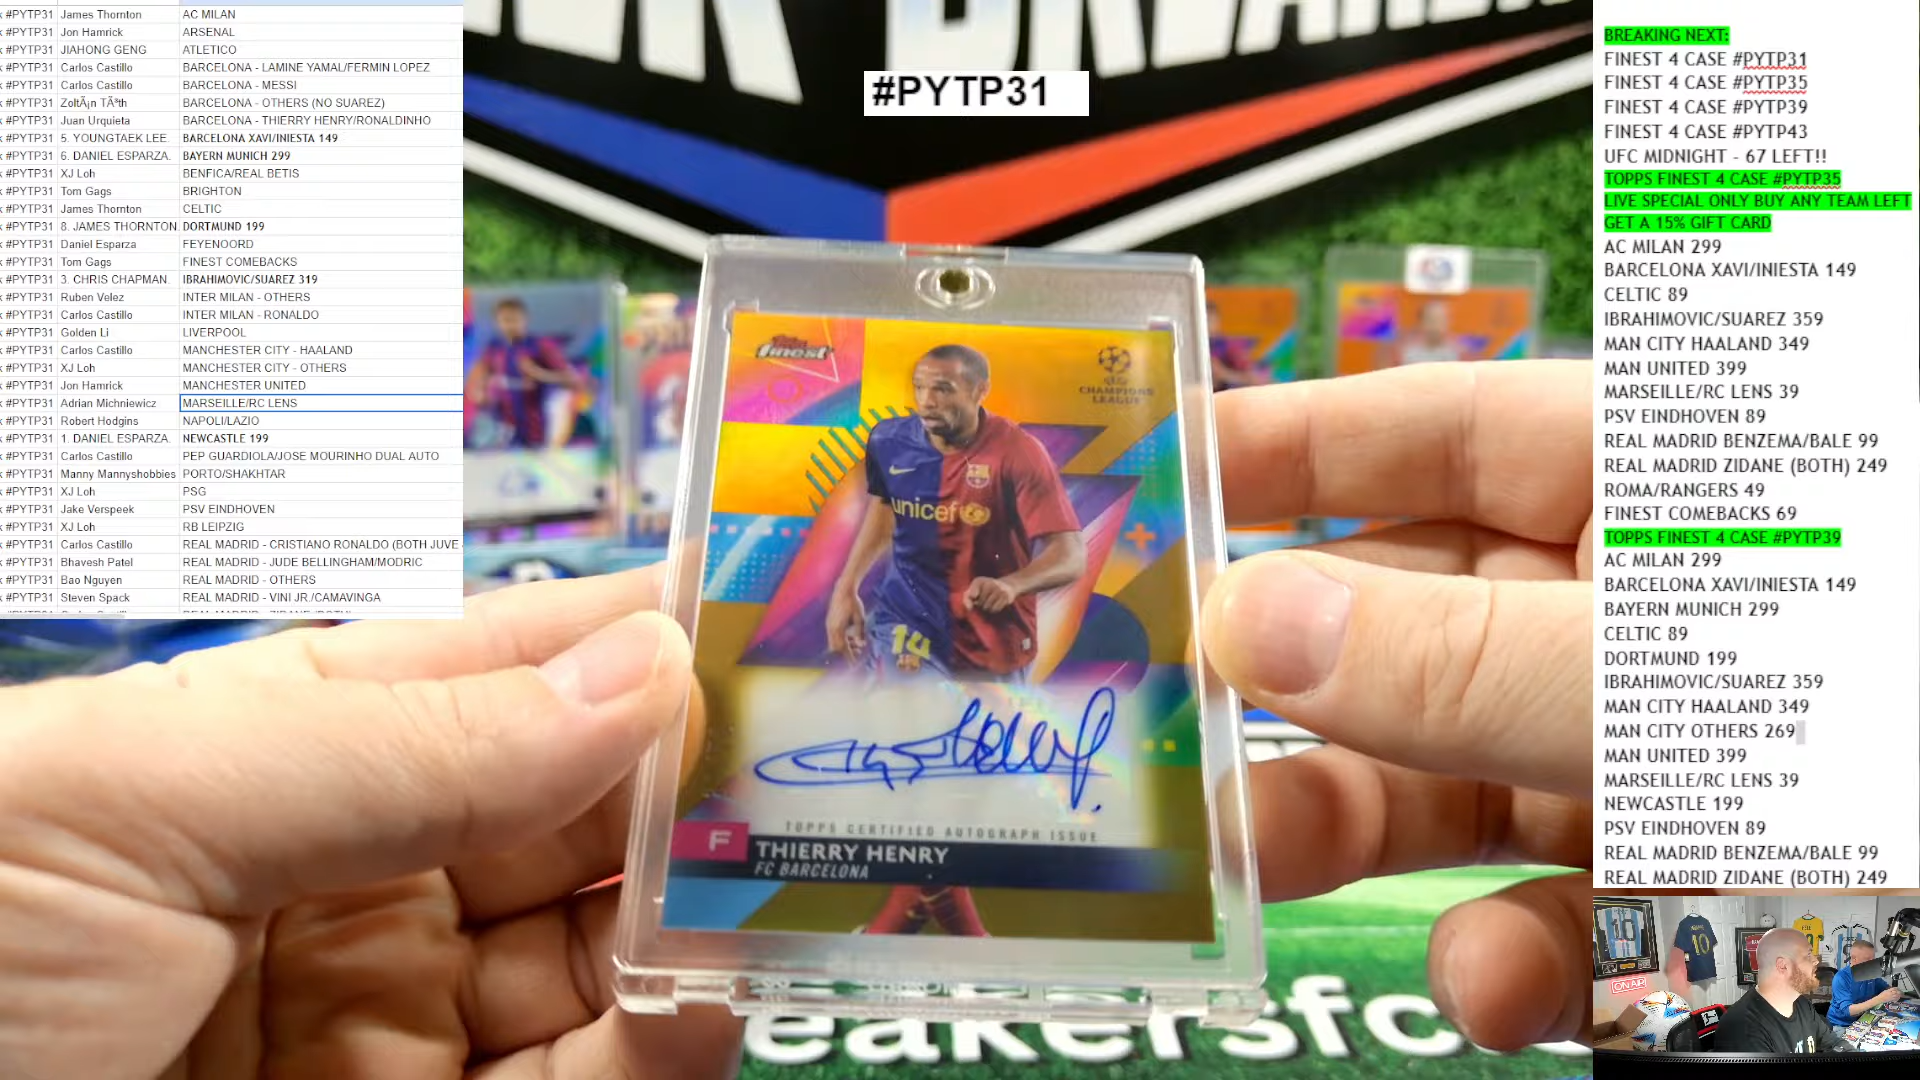 #PYTP31 James Thornton AC MILAN
#PYTP31 Jon Hamrick ARSENAL
#PYTP31 JIAHONG GENG ATLETICO
#PYTP31 Carlos Castillo BARCELONA - LAMINE YAMAL/FERMIN LOPEZ
#PYTP31 Carlos Castillo BARCELONA - MESSI
#PYTP31 ZoltÃ¡n TÃ³th BARCELONA - OTHERS (NO SUAREZ)
#PYTP31 Juan Urquieta BARCELONA - THIERRY HENRY/RONALDINHO
#PYTP31 5. YOUNGTAEK LEE. BARCELONA XAVI/INIESTA 149
#PYTP31 6. DANIEL ESPARZA. BAYERN MUNICH 299
#PYTP31 XJ Loh BENFICA/REAL BETIS
#PYTP31 Tom Gags BRIGHTON
#PYTP31 James Thornton CELTIC
#PYTP31 8. JAMES THORNTON. DORTMUND 199
#PYTP31 Daniel Esparza FEYENOORD
#PYTP31 Tom Gags FINEST COMEBACKS
#PYTP31 3. CHRIS CHAPMAN. IBRAHIMOVIC/SUAREZ 319
#PYTP31 Ruben Velez INTER MILAN - OTHERS
#PYTP31 Carlos Castillo INTER MILAN - RONALDO
#PYTP31 Golden Li LIVERPOOL
#PYTP31 Carlos Castillo MANCHESTER CITY - HAALAND
#PYTP31 XJ Loh MANCHESTER CITY - OTHERS
#PYTP31 Jon Hamrick MANCHESTER UNITED
#PYTP31 Adrian Michniewicz MARSEILLE/RC LENS
#PYTP31 Robert Hodgins NAPOLI/LAZIO
#PYTP31 1. DANIEL ESPARZA. NEWCASTLE 199
#PYTP31 Carlos Castillo PEP GUARDIOLA/JOSE MOURINHO DUAL AUTO
#PYTP31 Manny Mannyshobbies PORTO/SHAKHTAR
#PYTP31 XJ Loh PSG
#PYTP31 Jake Verspeek PSV EINDHOVEN
#PYTP31 XJ Loh RB LEIPZIG
#PYTP31 Carlos Castillo REAL MADRID - CRISTIANO RONALDO (BOTH JUVE
#PYTP31 Bhavesh Patel REAL MADRID - JUDE BELLINGHAM/MODRIC
#PYTP31 Bao Nguyen REAL MADRID - OTHERS
#PYTP31 Steven Spack REAL MADRID - VINI JR./CAMAVINGA
#PYTP31
finest
CHAMPIONS
LEAGUE
unicef
14
TOPPS CERTIFIED AUTOGRAPH ISSUE
F
THIERRY HENRY
FC BARCELONA
eakersfc
BREAKING NEXT:
FINEST 4 CASE #PYTP31
FINEST 4 CASE #PYTP35
FINEST 4 CASE #PYTP39
FINEST 4 CASE #PYTP43
UFC MIDNIGHT - 67 LEFT!!
TOPPS FINEST 4 CASE #PYTP35
LIVE SPECIAL ONLY BUY ANY TEAM LEFT
GET A 15% GIFT CARD
AC MILAN 299
BARCELONA XAVI/INIESTA 149
CELTIC 89
IBRAHIMOVIC/SUAREZ 359
MAN CITY HAALAND 349
MAN UNITED 399
MARSEILLE/RC LENS 39
PSV EINDHOVEN 89
REAL MADRID BENZEMA/BALE 99
REAL MADRID ZIDANE (BOTH) 249
ROMA/RANGERS 49
FINEST COMEBACKS 69
TOPPS FINEST 4 CASE #PYTP39
AC MILAN 299
BARCELONA XAVI/INIESTA 149
BAYERN MUNICH 299
CELTIC 89
DORTMUND 199
IBRAHIMOVIC/SUAREZ 359
MAN CITY HAALAND 349
MAN CITY OTHERS 269
MAN UNITED 399
MARSEILLE/RC LENS 39
NEWCASTLE 199
PSV EINDHOVEN 89
REAL MADRID BENZEMA/BALE 99
REAL MADRID ZIDANE (BOTH) 249
10
ON AIR